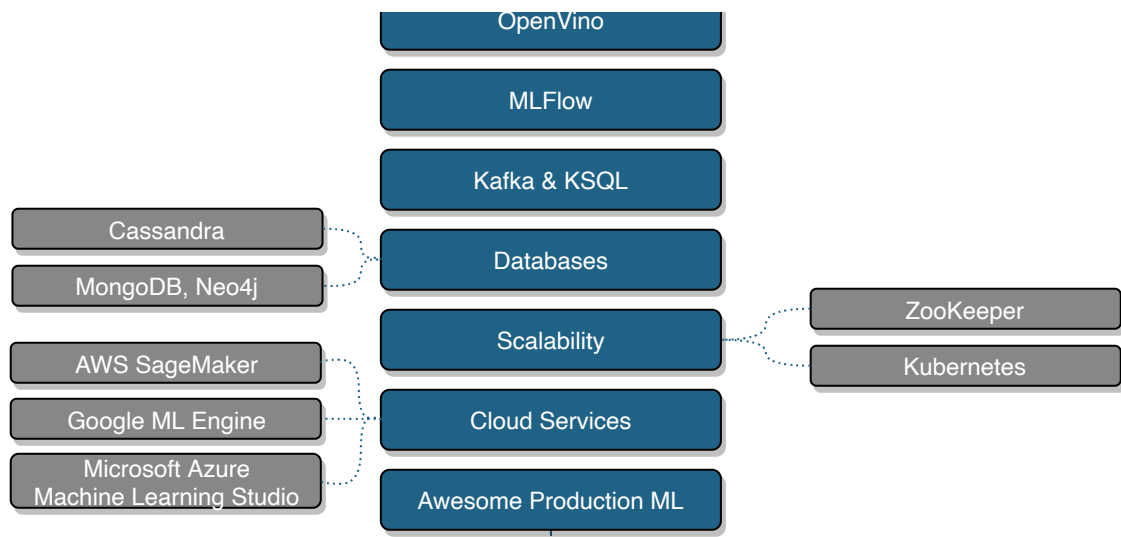 OpenVino
MLFlow
Kafka & KSQL
Cassandra
MongoDB, Neo4j
Databases
Scalability
ZooKeeper
Kubernetes
AWS SageMaker
Google ML Engine
Microsoft Azure
Machine Learning Studio
Cloud Services
Awesome Production ML